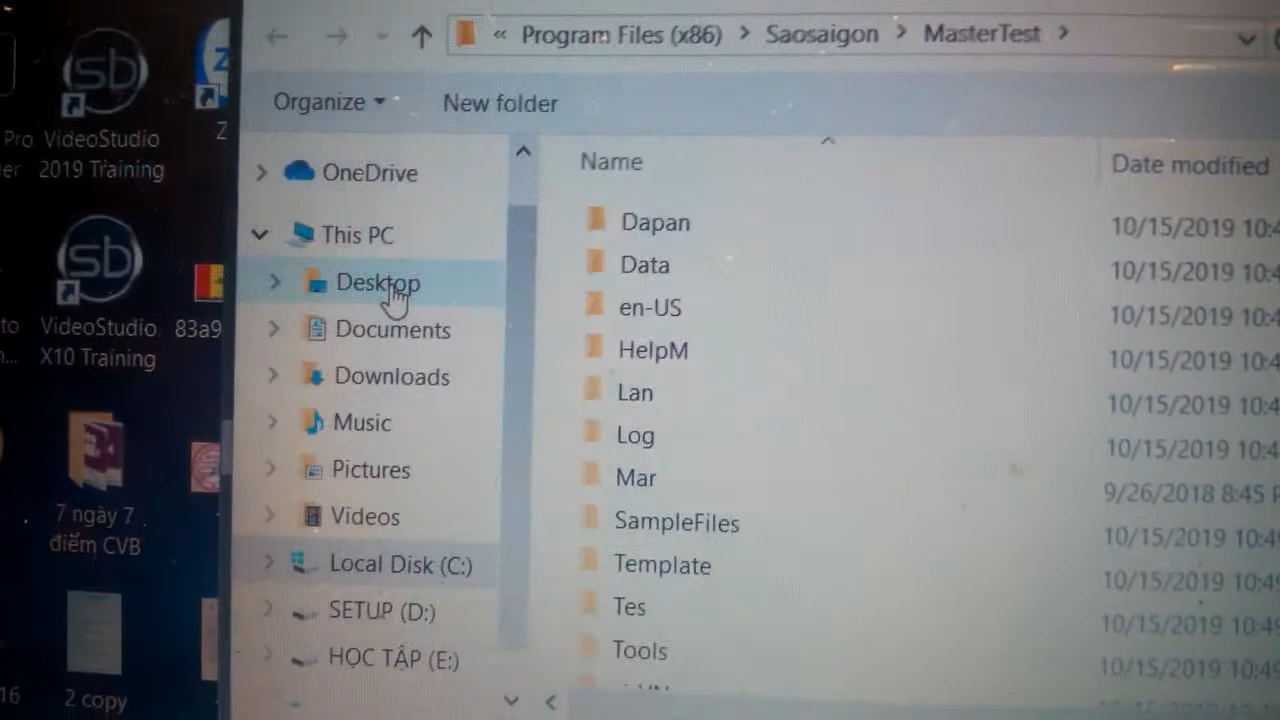 « Program Files (x86) > Saosaigon > MasterTest >
Organize
New folder
OneDrive
This PC
Desktop
Documents
Downloads
Music
Pictures
Videos
Local Disk (C:)
SETUP (D:)
HỌC TẬP (E:)
Name
Date modified
Dapan
10/15/2019 10:4
Data
10/15/2019 10:4
en-US
10/15/2019 10:4
HelpM
10/15/2019 10:4
Lan
10/15/2019 10:4
Log
10/15/2019 10:4
Mar
9/26/2018 8:45
SampleFiles
10/15/2019 10:4
Template
10/15/2019 10:4
Tes
10/15/2019 10:4
Tools
10/15/2019 10:4
sb
Pro
VideoStudio
2019 Training
Z
sb
VideoStudio
X10 Training
83a9
7 ngày 7
điểm CVB
16
2 copy